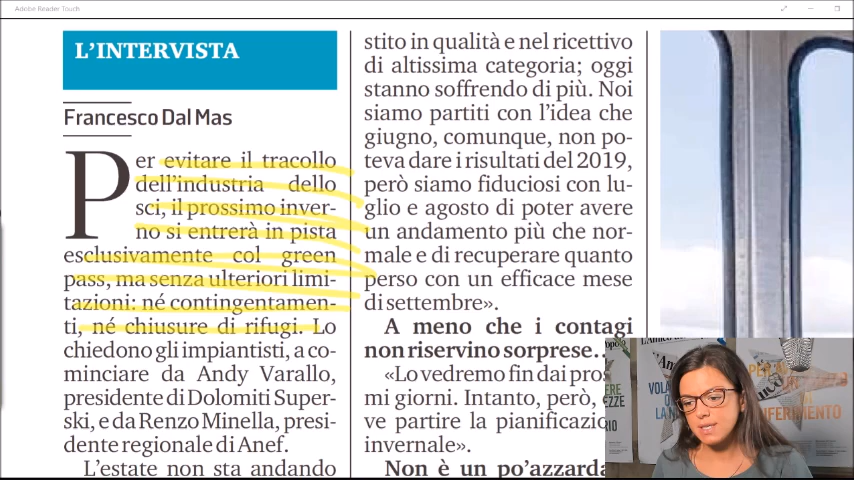 Adobe Reader Touch
L'INTERVISTA
Francesco Dal Mas
Per evitare il tracollo
dell'industria dello
sci, il prossimo inver-
no si entrerà in pista
esclusivamente col green
pass, ma senza ulteriori limi-
tazioni: né contingentamen-
ti, né chiusure di rifugi. Lo
chiedono gli impiantisti, a co-
minciare da Andy Varallo,
presidente di Dolomiti Super-
ski, e da Renzo Minella, presi-
dente regionale di Anef.
L'estate non sta andando
stito in qualità e nel ricettivo
di altissima categoria; oggi
stanno soffrendo di più. Noi
siamo partiti con l'idea che
giugno, comunque, non po-
teva dare i risultati del 2019,
però siamo fiduciosi con lu-
glio e agosto di poter avere
un andamento più che nor-
male e di recuperare quanto
perso con un efficace mese
di settembre».
A meno che i contagi
non riservino sorprese..
«Lo vedremo fin dai pros
mi giorni. Intanto, però,
ve partire la pianificazio
invernale».
Non è un po'azzarda